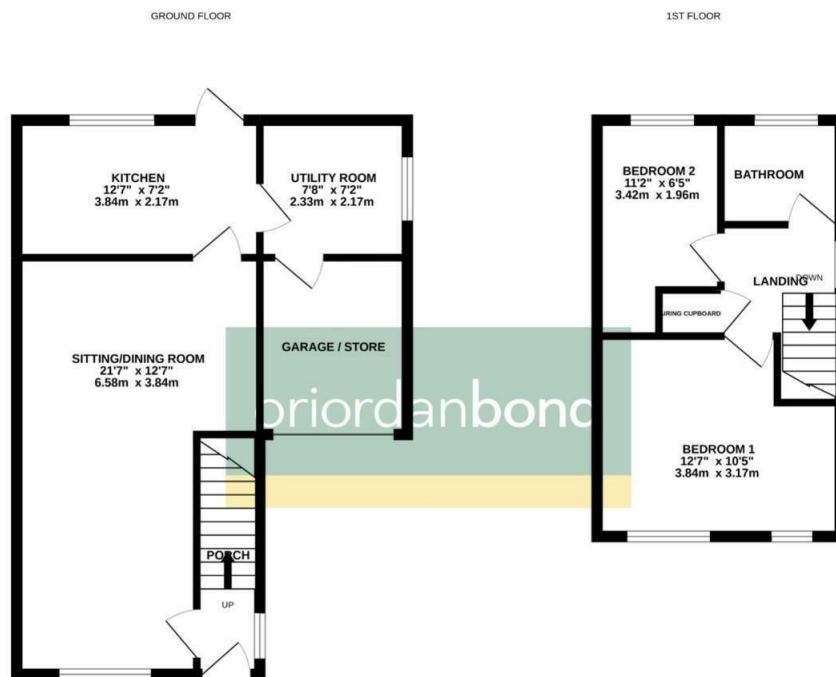 GROUND FLOOR
1ST FLOOR
KITCHEN
12'7" x 7'2"
3.84m x 2.17m
UTILITY ROOM
7'8" x 7'2"
2.33m x 2.17m
SITTING/DINING ROOM
21'7" x 12'7"
6.58m x 3.84m
GARAGE / STORE
PORCH
UP
BEDROOM 2
11'2" x 6'5"
3.42m x 1.96m
BATHROOM
DOWN
LANDING
AIRING CUPBOARD
BEDROOM 1
12'7" x 10'5"
3.84m x 3.17m
oriordanbond